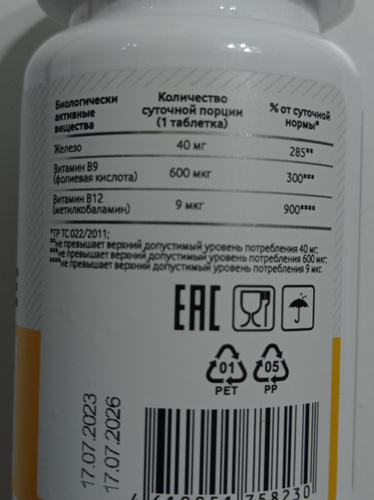 Биологически активные вещества
Количество суточной порции (1 таблетка)
% от суточной нормы*
Железо 40 мг 285**
Витамин B9 (фолиевая кислота) 600 мкг 300***
Витамин B12 (метилкобаламин) 9 мкг 900****
*ТР ТС 022/2011;
**не превышает верхний допустимый уровень потребления 40 мг;
***не превышает верхний допустимый уровень потребления 600 мкг;
****не превышает верхний допустимый уровень потребления 9 мкг.
EAC
01 05
PET PP
17.07.2023
17.07.2026